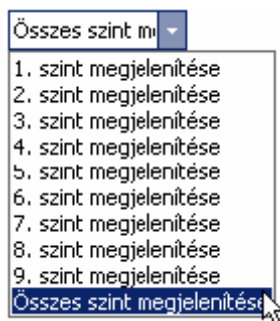 Összes szint m
1. szint megjelenítése
2. szint megjelenítése
3. szint megjelenítése
4. szint megjelenítése
5. szint megjelenítése
6. szint megjelenítése
7. szint megjelenítése
8. szint megjelenítése
9. szint megjelenítése
Összes szint megjelenítése